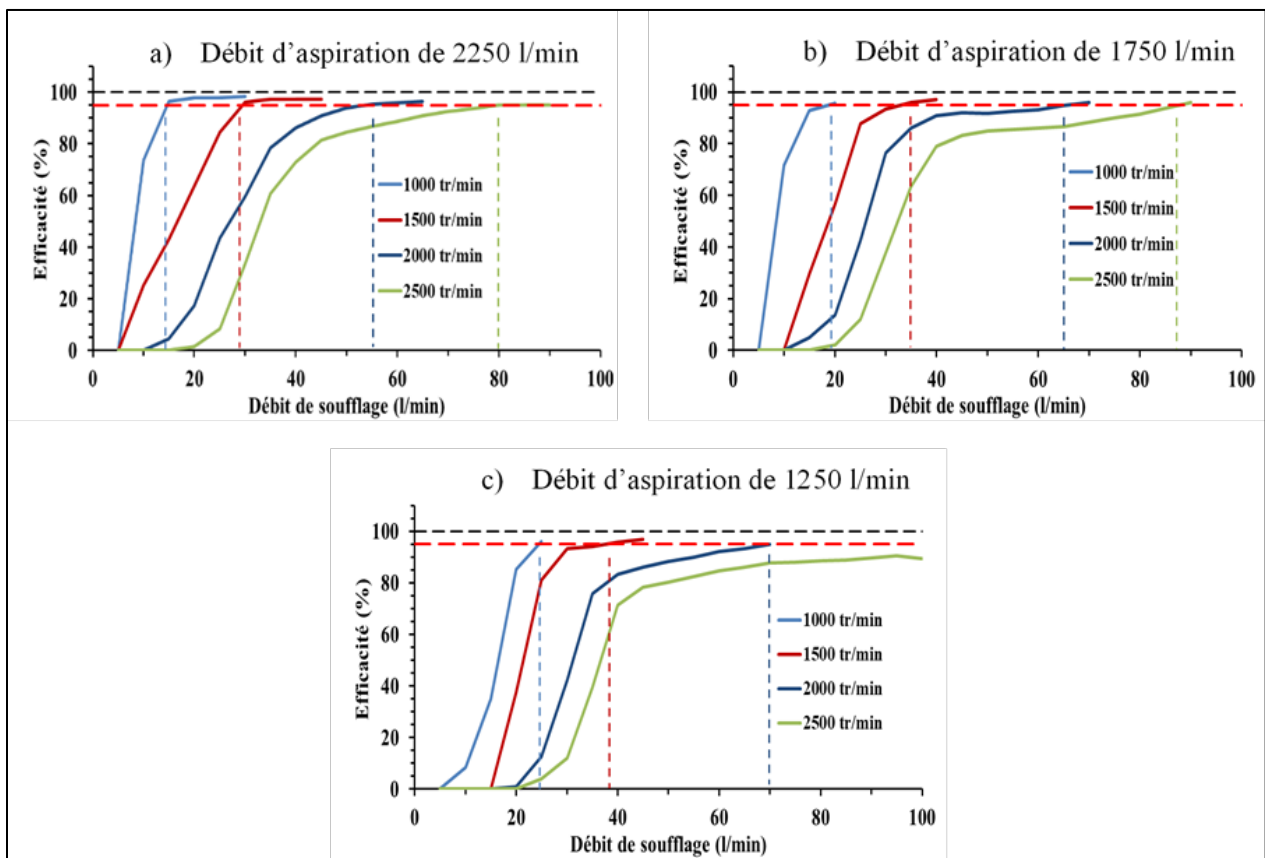 a) Débit d’aspiration de 2250 l/min
Efficacité (%)
100
80
60
40
20
0
1000 tr/min
1500 tr/min
2000 tr/min
2500 tr/min
0 20 40 60 80 100
Débit de soufflage (l/min)
b) Débit d’aspiration de 1750 l/min
Efficacité (%)
100
80
60
40
20
0
1000 tr/min
1500 tr/min
2000 tr/min
2500 tr/min
0 20 40 60 80 100
Débit de soufflage (l/min)
c) Débit d’aspiration de 1250 l/min
Efficacité (%)
100
80
60
40
20
0
1000 tr/min
1500 tr/min
2000 tr/min
2500 tr/min
0 20 40 60 80 100
Débit de soufflage (l/min)